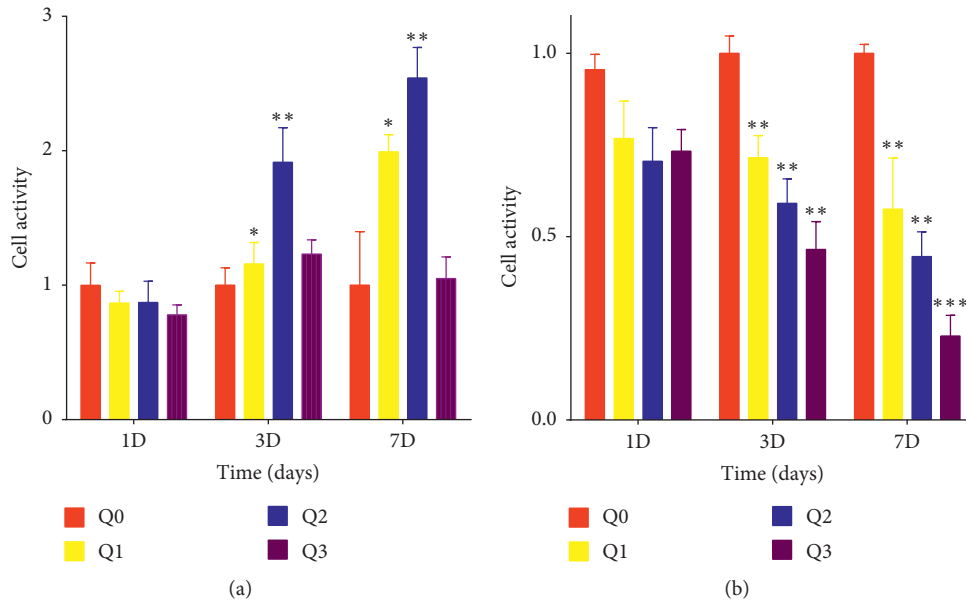 3
2
1
0
Cell activity
*
**
*
**
1D
3D
7D
Time (days)
Q0
Q2
Q1
Q3
(a)
1.0
0.5
0.0
Cell activity
**
**
**
**
**
***
1D
3D
7D
Time (days)
Q0
Q2
Q1
Q3
(b)